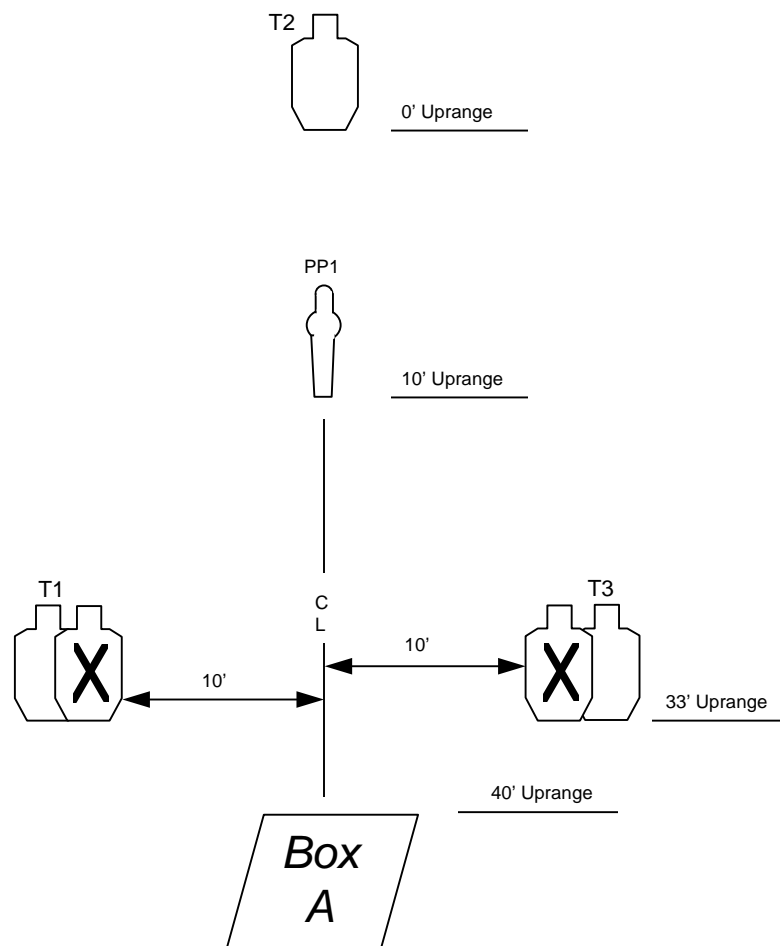 T2
0' Uprange
PP1
10' Uprange
T1
C
L
T3
10'
10'
X
X
33' Uprange
40' Uprange
Box
A